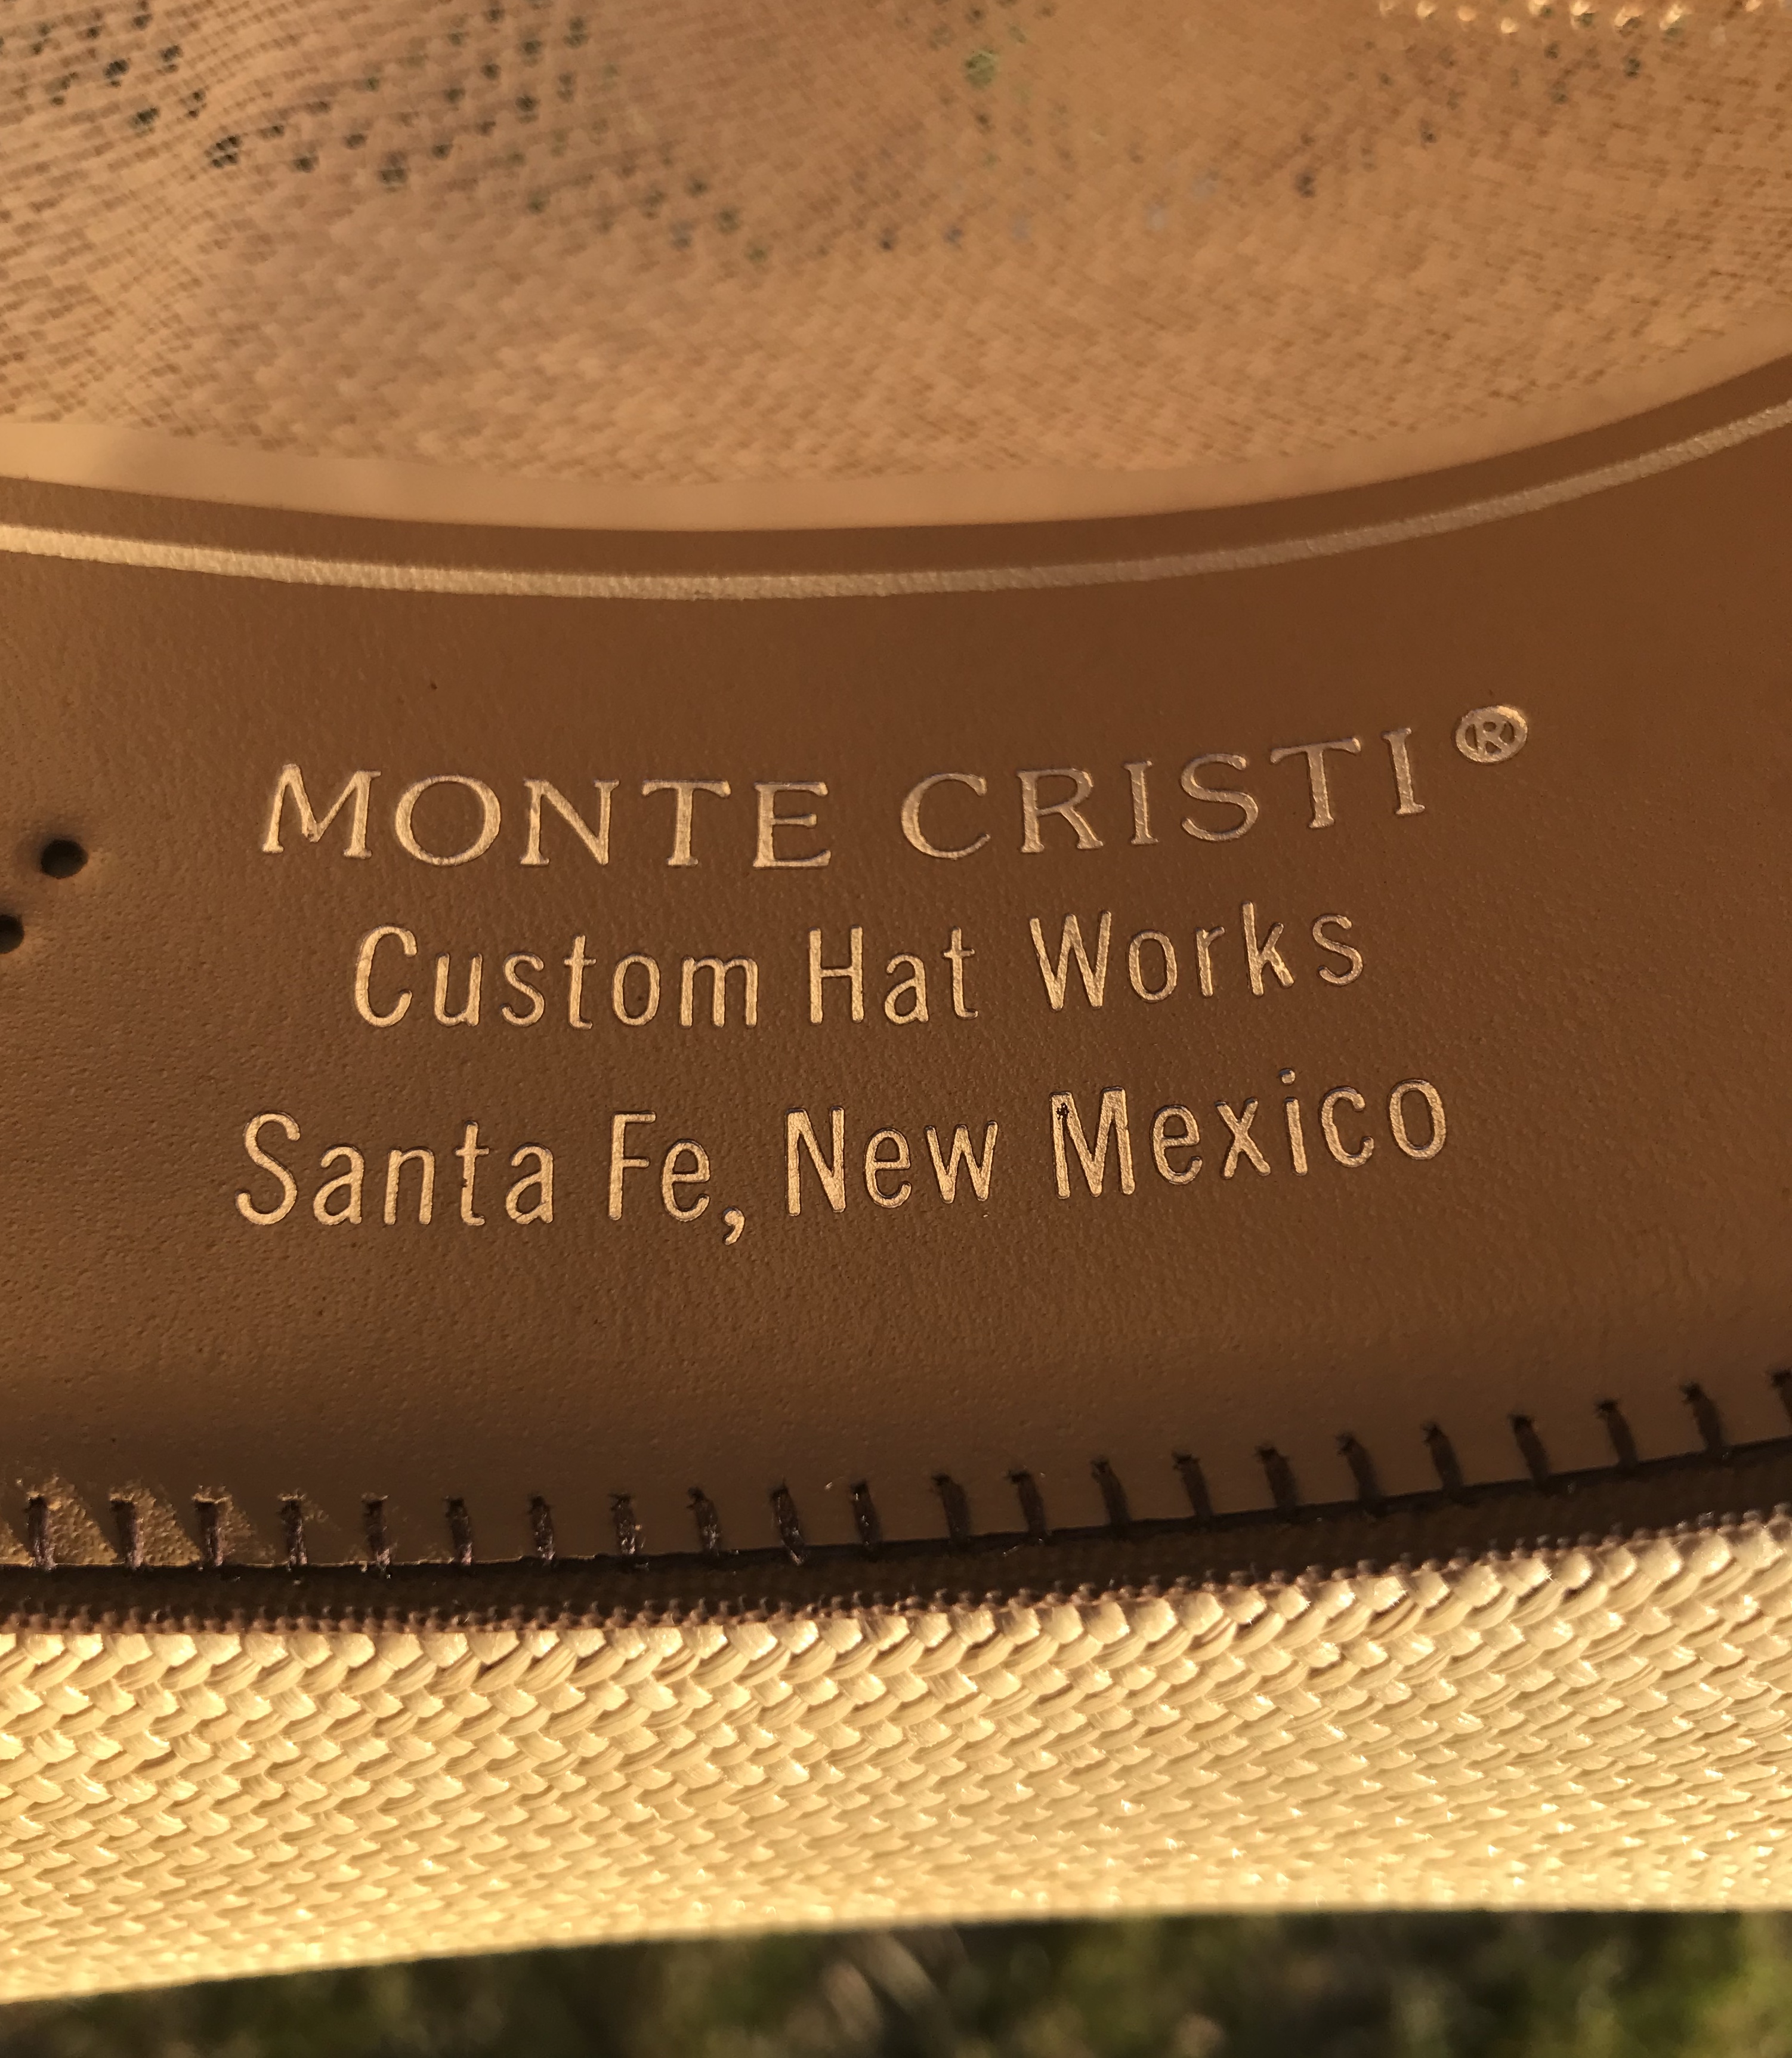 MONTE CRISTI®
Custom Hat Works
Santa Fe, New Mexico